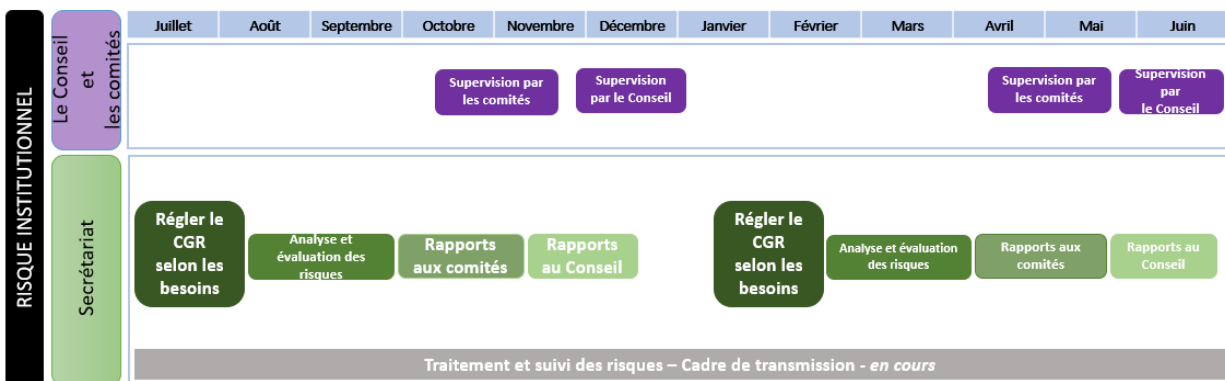 RISQUE INSTITUTIONNEL
Le Conseil
et
les comités
Juillet
Août
Septembre
Octobre
Novembre
Décembre
Janvier
Février
Mars
Avril
Mai
Juin
Supervision par
les comités
Supervision
par le Conseil
Supervision par
les comités
Supervision
par
le Conseil
Secrétariat
Régler le
CGR
selon les
besoins
Analyse et
évaluation des
risques
Rapports
aux comités
Rapports
au Conseil
Régler le
CGR
selon les
besoins
Analyse et évaluation
des risques
Rapports aux
comités
Rapports au
Conseil
Traitement et suivi des risques – Cadre de transmission - en cours